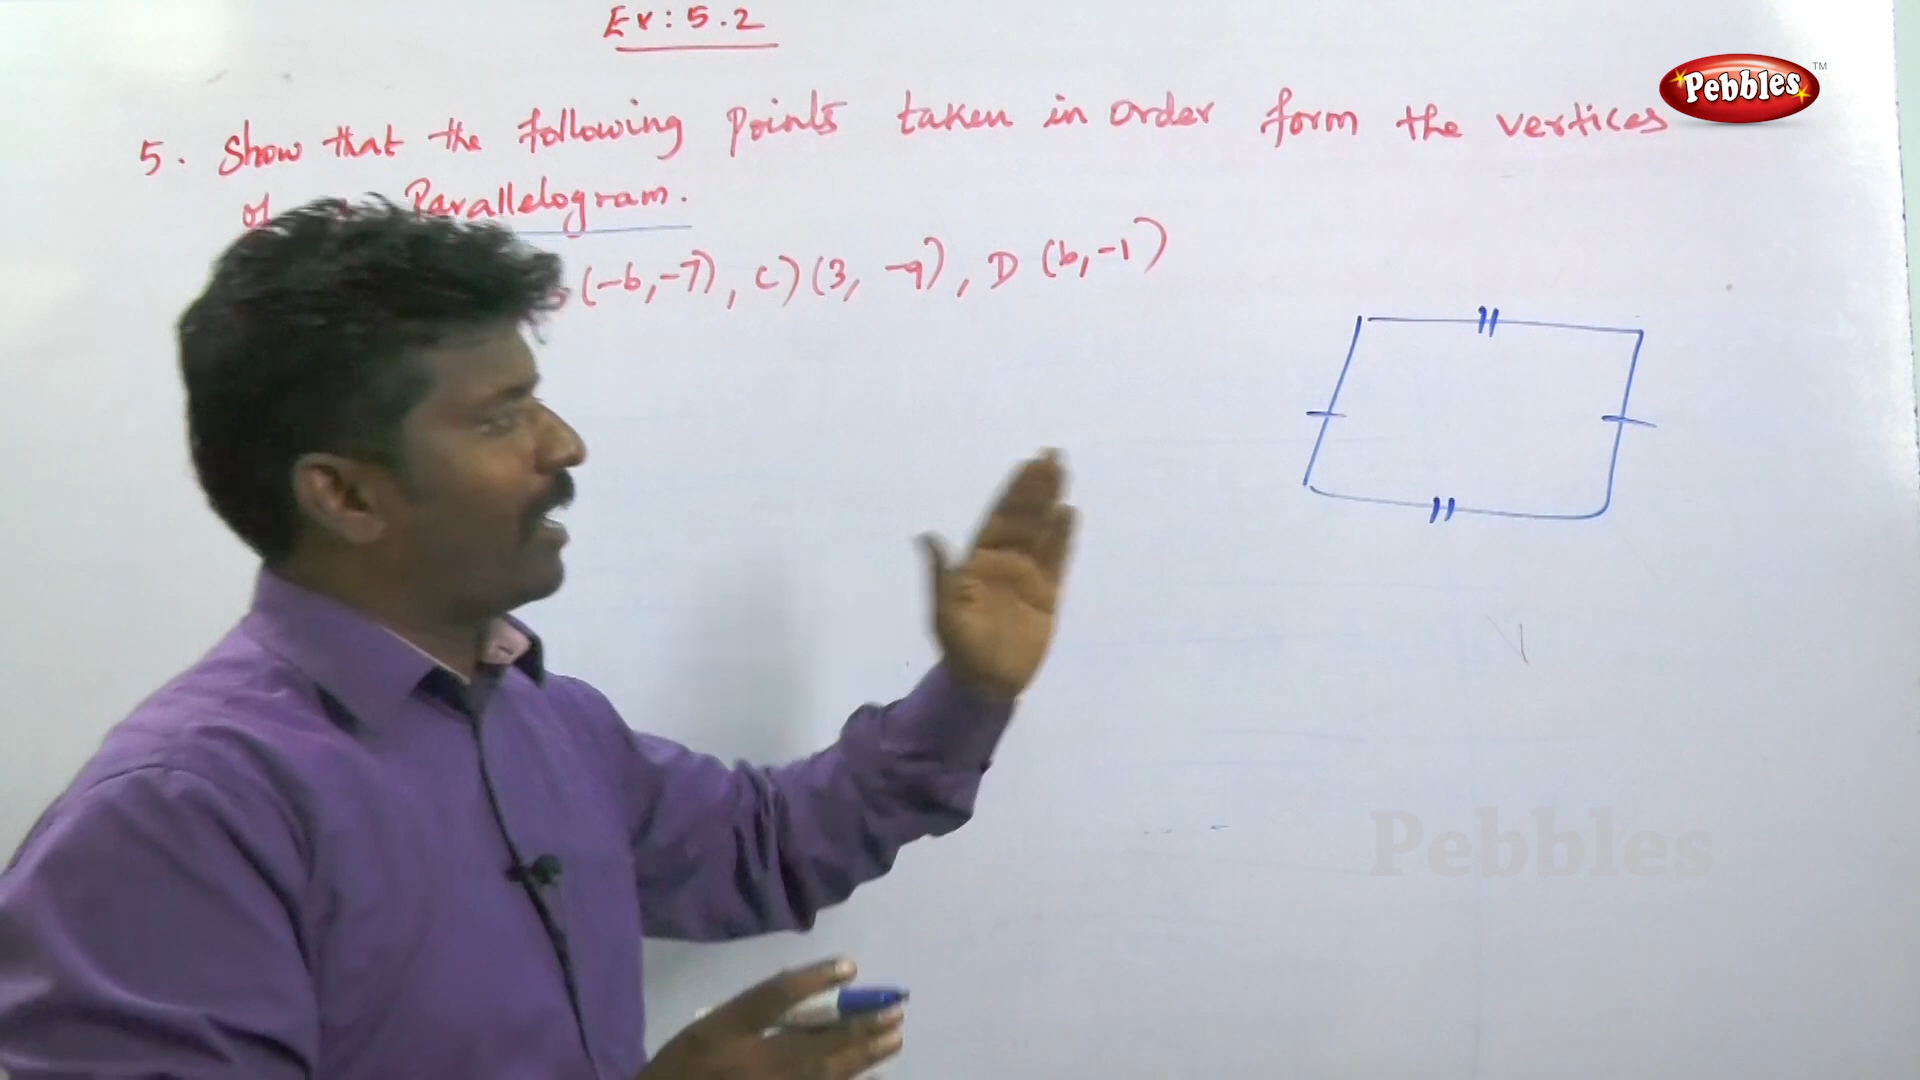 Ex: 5.2
Pebbles TM
5. Show that the following Points taken in order form the vertices
of Parallelogram.
(-6,-7), C) (3, -9), D (6,-1)
Pebbles